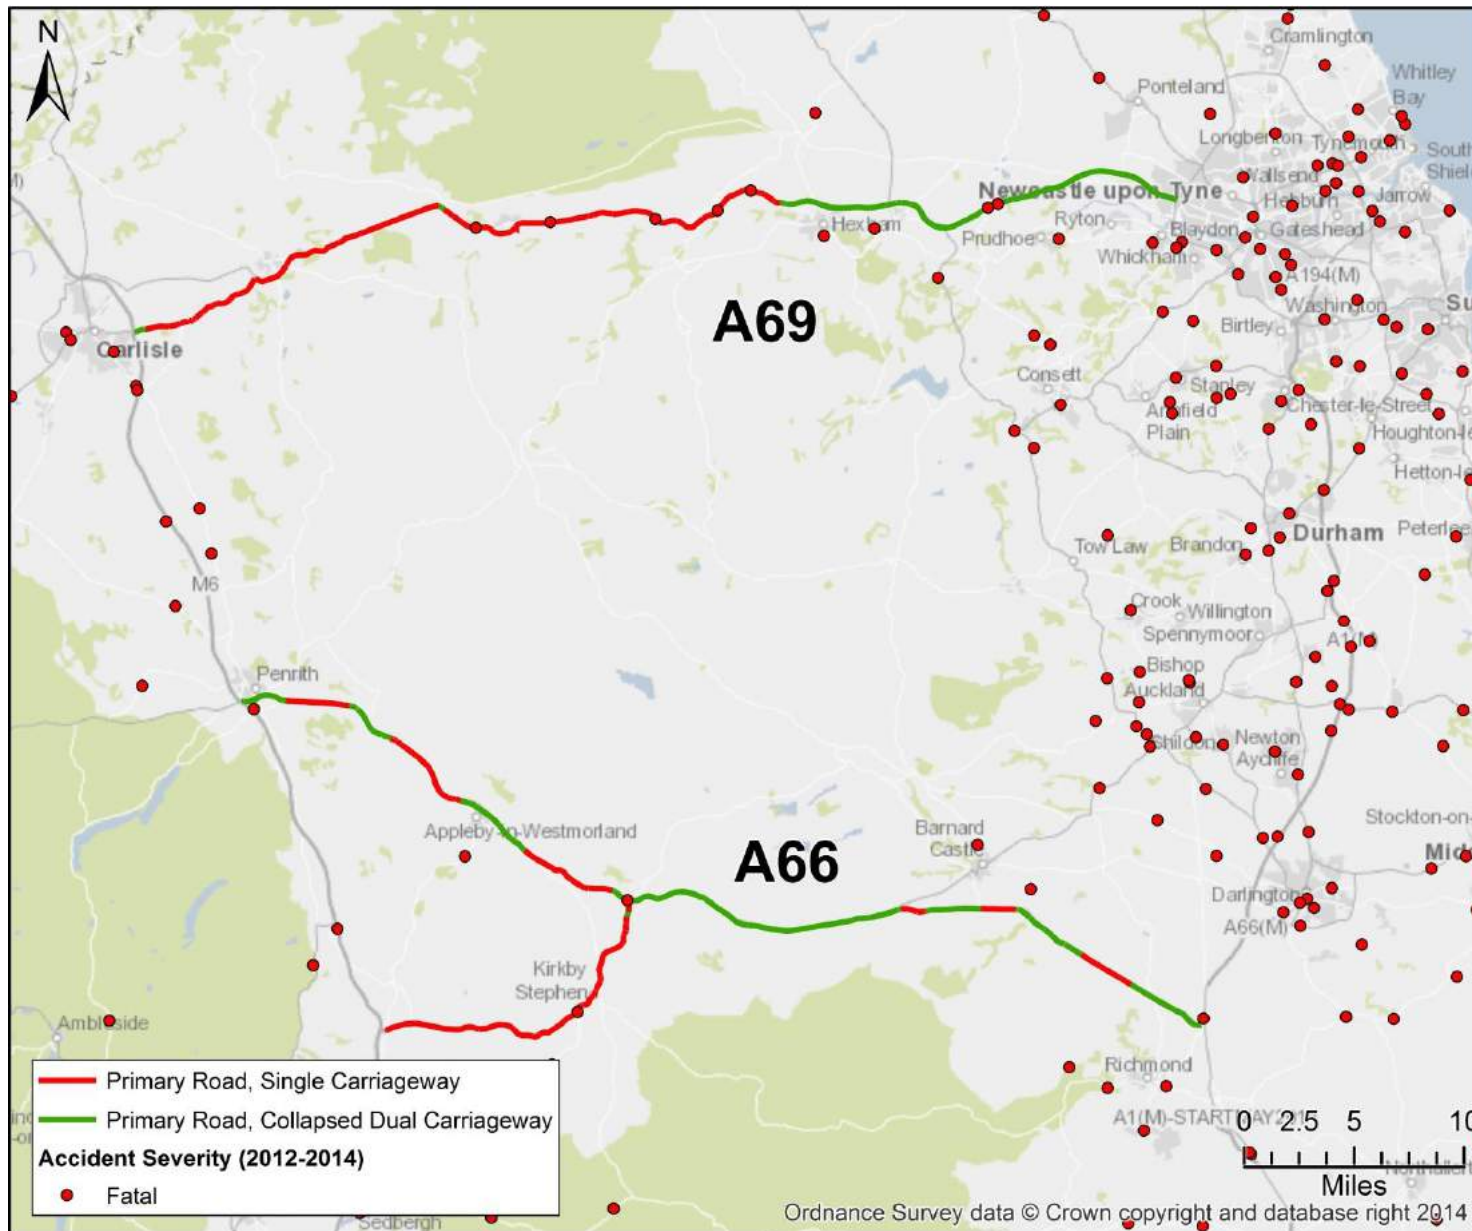 N
Cramlington
Whitley
Bay
Ponteland
Longbenton
Tynemouth
South
Wallsend
Newcastle upon Tyne
Hebburn
Jarrow
Hexham
Ryton
Prudhoe
Blaydon
Gateshead
Whickham
A194(M)
Washington
A69
Birtley
Carlisle
Consett
Stanley
Annfield
Plain
Chester-le-Street
Houghton-le
Hetton-le
Durham
Peterlee
Tow Law
Brandon
M6
Crook
Willington
Spennymoor
A1(M)
Penrith
Bishop
Auckland
Shildon
Newton
Aycliffe
Appleby-in-Westmorland
Barnard
Castle
Stockton-on-
A66
Darlington
A66(M)
Kirkby
Stephen
Ambleside
Richmond
Primary Road, Single Carriageway
Primary Road, Collapsed Dual Carriageway
Accident Severity (2012-2014)
Fatal
0 2.5 5 10
Miles
Sedbergh
Ordnance Survey data © Crown copyright and database right 2014